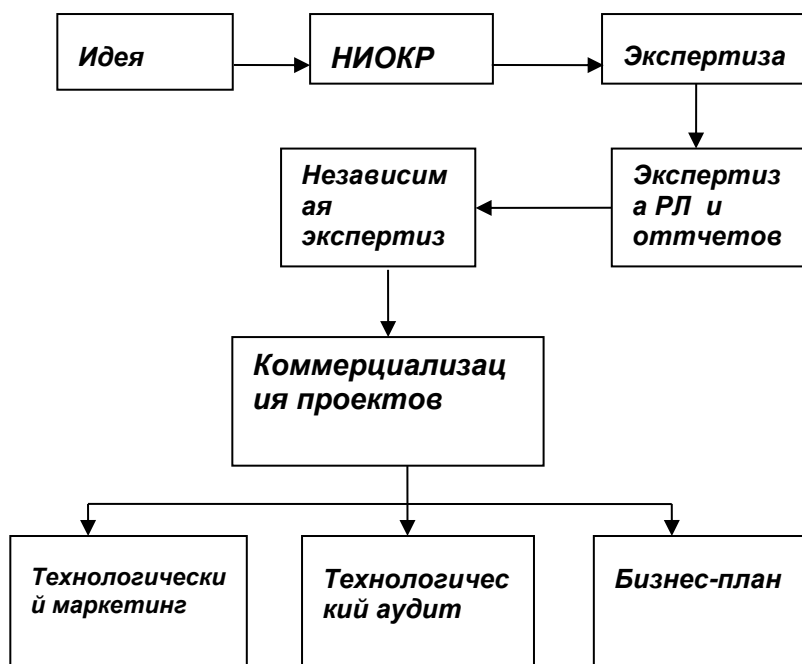 Идея
НИОКР
Экспертиза
Независим
ая
экспертиз
Экспертиз
а РЛ и
оттчетов
Коммерциализац
ия проектов
Технологически
й маркетинг
Технологичес
кий аудит
Бизнес-план